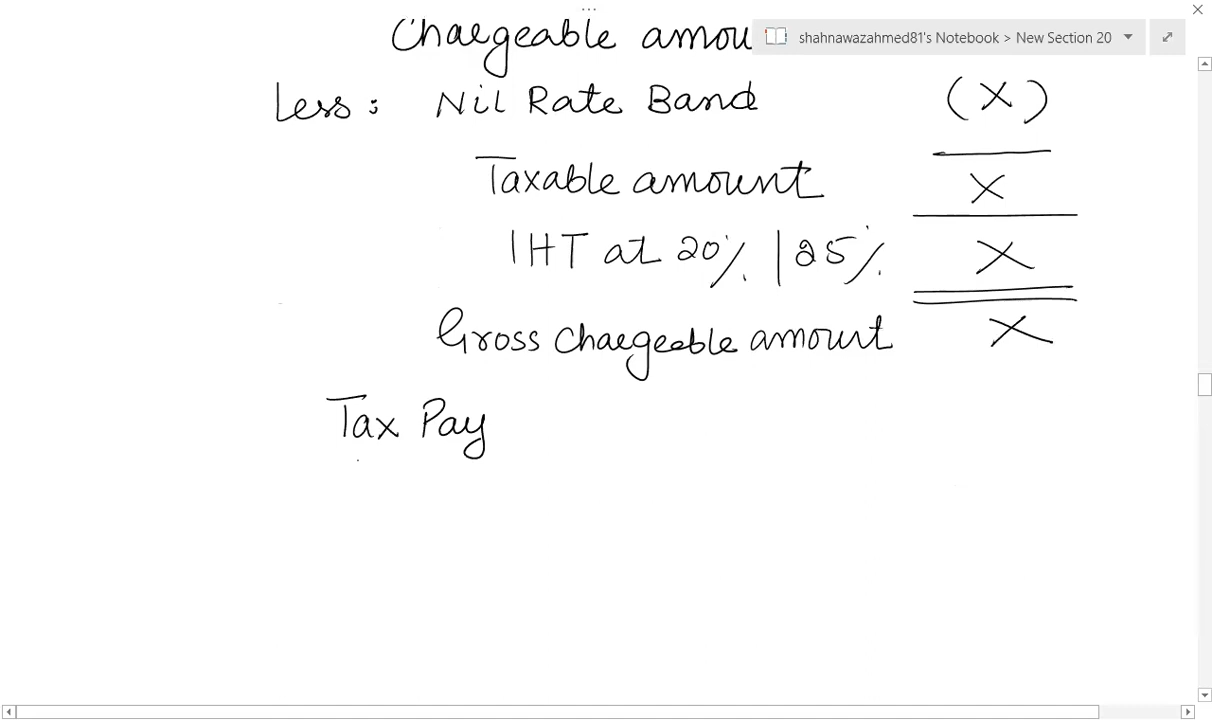 Chargeable amou
shahnawazahmed81's Notebook > New Section 20
Less : Nil Rate Band (X)
Taxable amount X
IHT at 20% | 25% X
Gross Chargeable amount X
Tax Pay